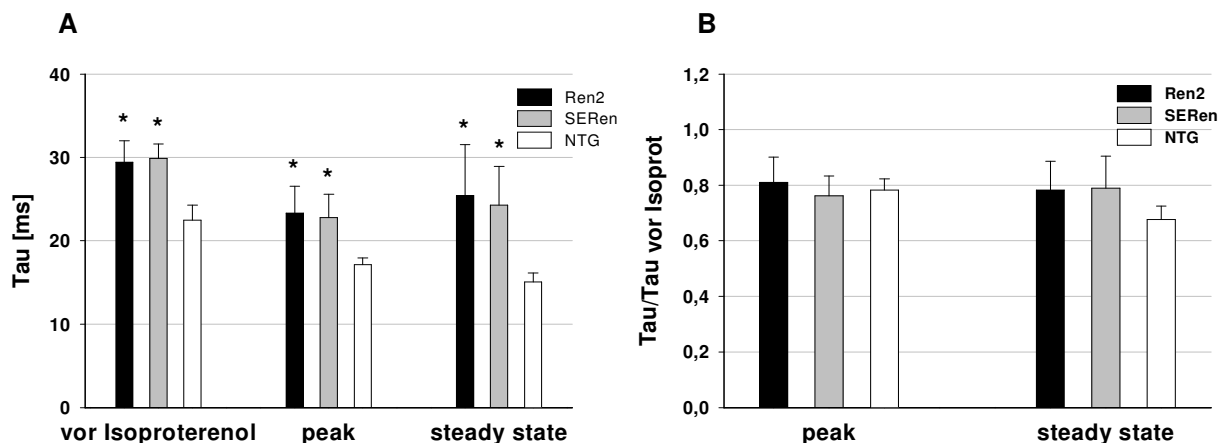 A
Tau [ms]
40
30
20
10
0
* * * * * *
Ren2
SERen
NTG
vor Isoproterenol peak steady state
B
Tau/Tau vor Isoprot
1,2
1,0
0,8
0,6
0,4
0,2
0,0
Ren2
SERen
NTG
peak steady state